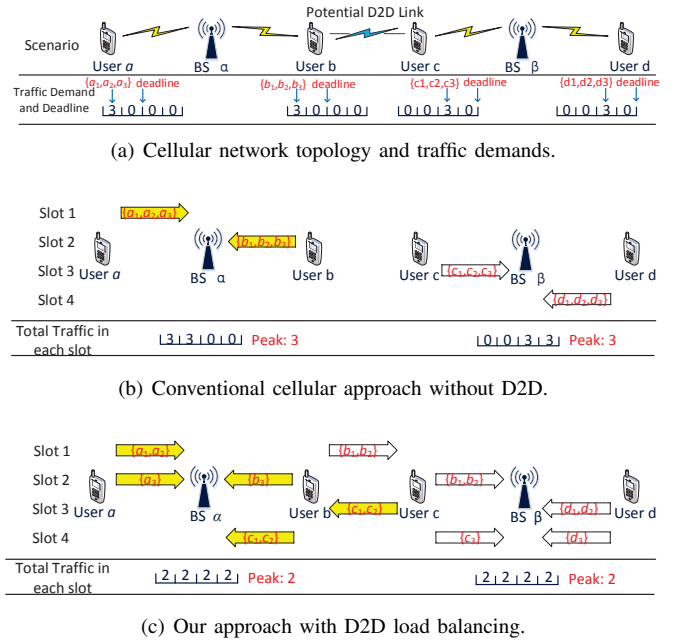 Potential D2D Link
Scenario
User a
BS α
User b
User c
BS β
User d
Traffic Demand and Deadline
{a1,a2,a3} deadline
{b1,b2,b3} deadline
{c1,c2,c3} deadline
{d1,d2,d3} deadline
3 0 0 0
3 0 0 0
0 0 3 0
0 0 3 0
(a) Cellular network topology and traffic demands.
Slot 1
{a1,a2,a3}
Slot 2
{b1,b2,b3}
User a
BS α
User b
User c
BS β
User d
Slot 3
{c1,c2,c3}
Slot 4
{d1,d2,d3}
Total Traffic in each slot
3 3 0 0 Peak: 3
0 0 3 3 Peak: 3
(b) Conventional cellular approach without D2D.
Slot 1
{a1,a2}
{b1,b2}
Slot 2
{a3}
{b3}
{b1,b2}
User a
BS α
User b
User c
BS β
User d
Slot 3
{c1,c2}
{d1,d2}
Slot 4
{c1,c2}
{c3}
{d3}
Total Traffic in each slot
2 2 2 2 Peak: 2
2 2 2 2 Peak: 2
(c) Our approach with D2D load balancing.